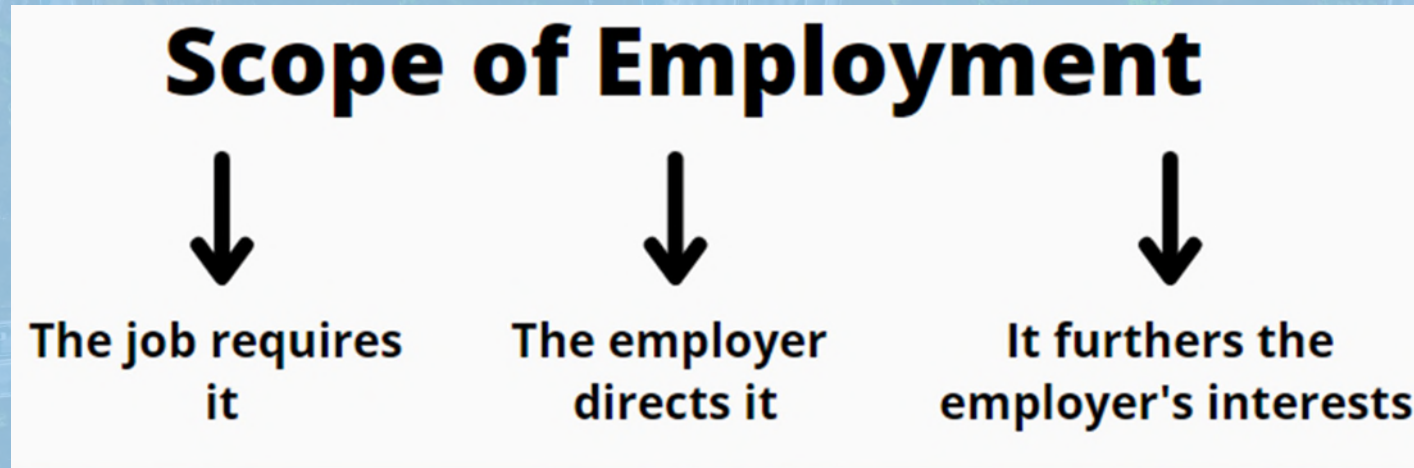 Scope of Employment
The job requires
it
The employer
directs it
It furthers the
employer's interests